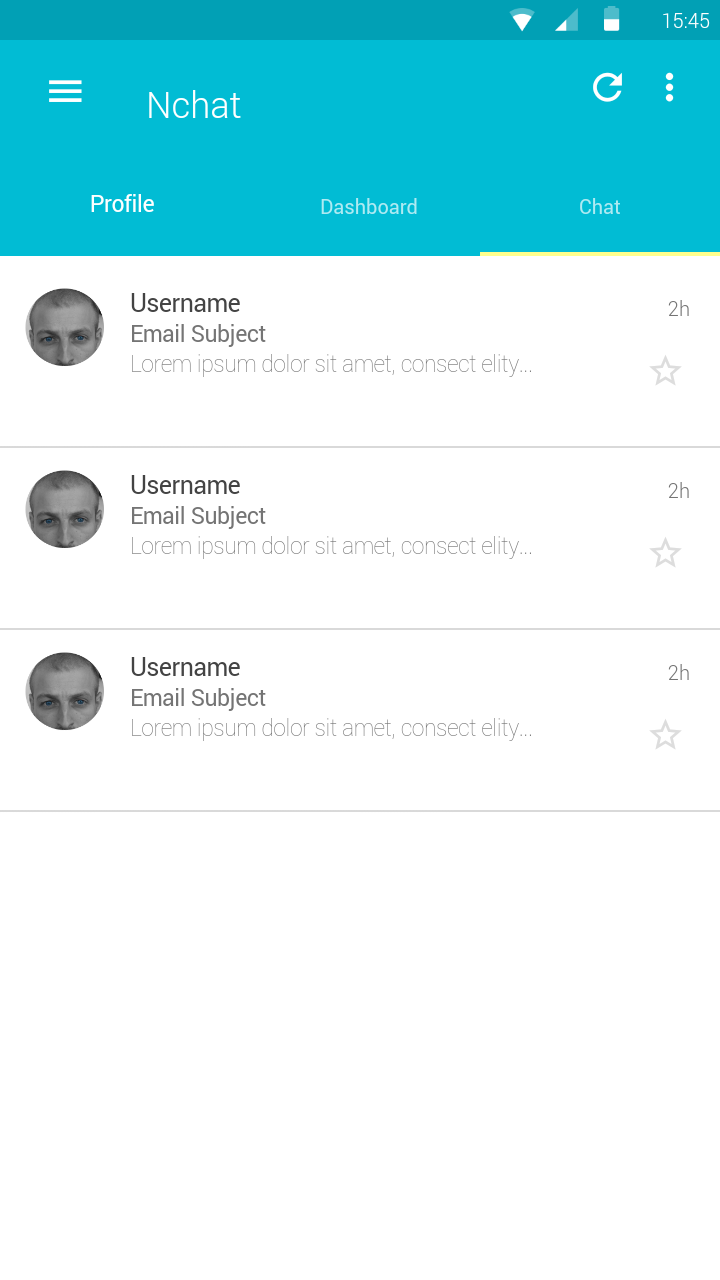 15:45
Nchat
Profile
Dashboard
Chat
Username
2h
Email Subject
Lorem ipsum dolor sit amet, consect elity...
Username
2h
Email Subject
Lorem ipsum dolor sit amet, consect elity...
Username
2h
Email Subject
Lorem ipsum dolor sit amet, consect elity...